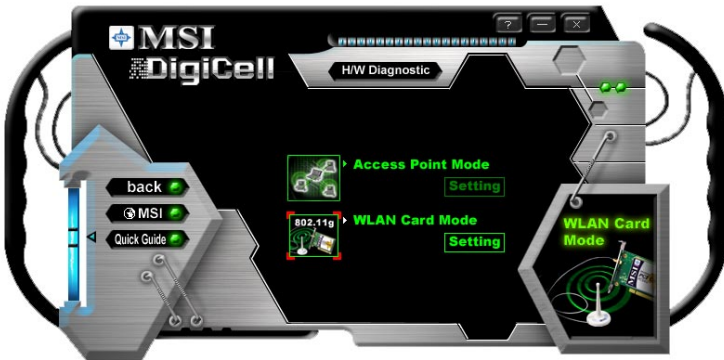 MSI
DigiCell
? — X
H/W Diagnostic
Access Point Mode
Setting
802.11g
WLAN Card Mode
Setting
back
MSI
Quick Guide
WLAN Card
Mode
MSI